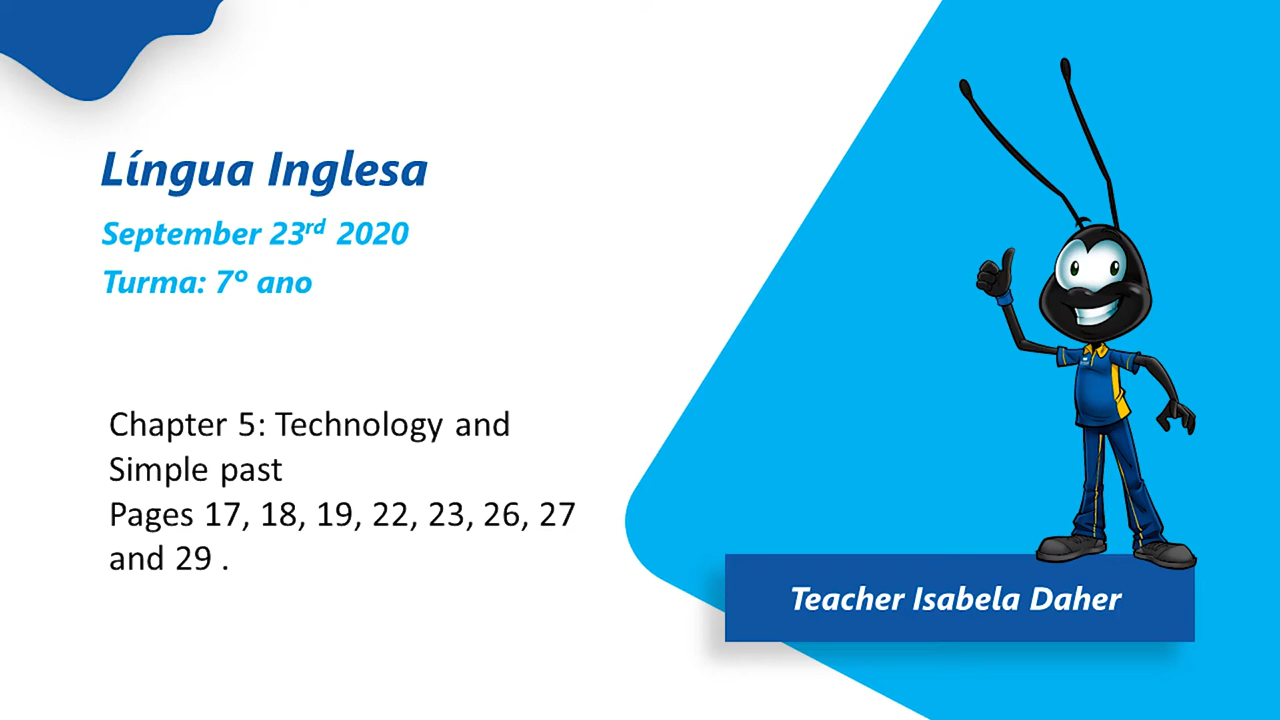 Língua Inglesa
September 23rd 2020
Turma: 7º ano
Chapter 5: Technology and
Simple past
Pages 17, 18, 19, 22, 23, 26, 27
and 29 .
Teacher Isabela Daher